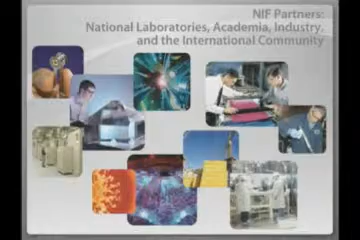 NIF Partners:
National Laboratories, Academia, Industry,
and the International Community